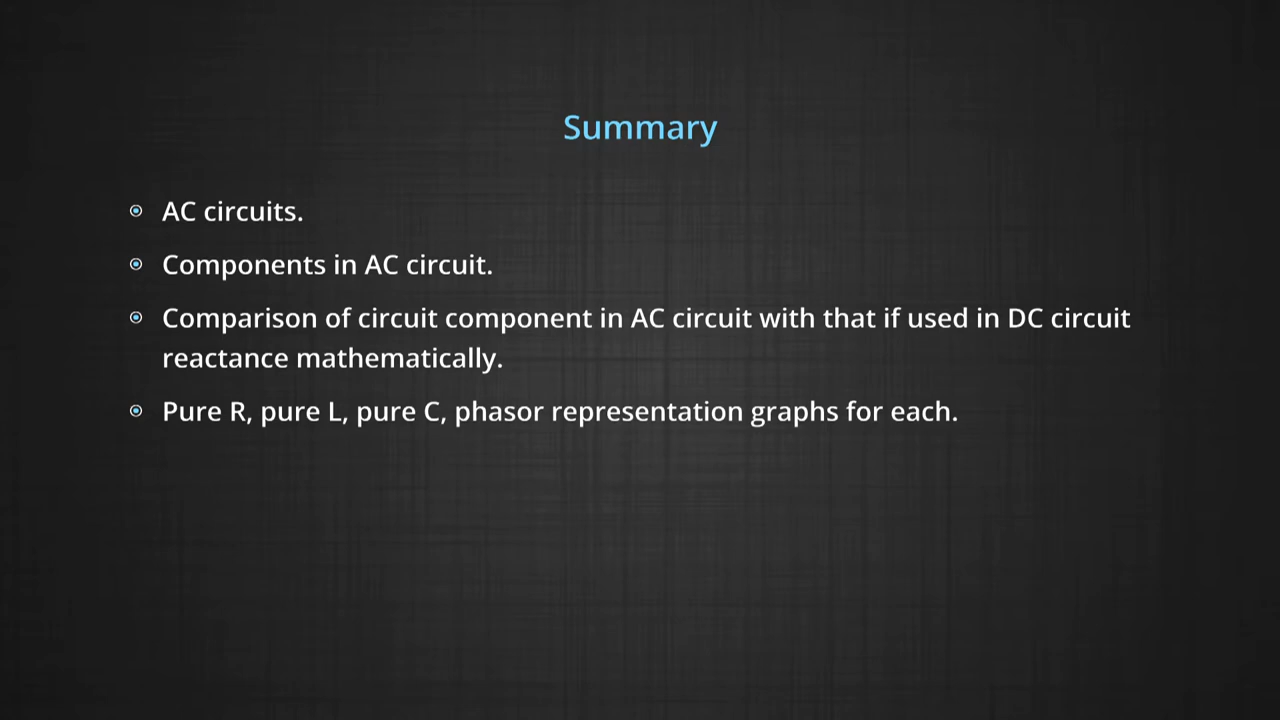 Summary
AC circuits.
Components in AC circuit.
Comparison of circuit component in AC circuit with that if used in DC circuit
reactance mathematically.
Pure R, pure L, pure C, phasor representation graphs for each.